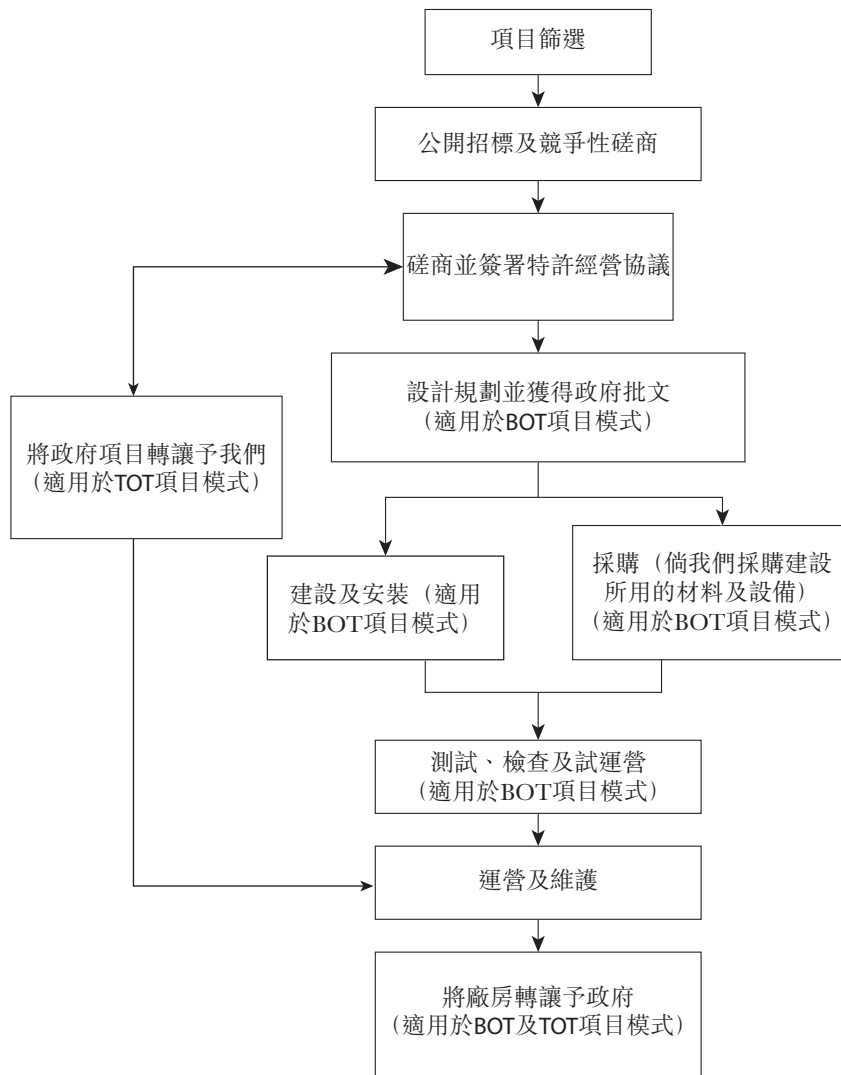 項目篩選
公開招標及競爭性磋商
磋商並簽署特許經營協議
設計規劃並獲得政府批文
（適用於BOT項目模式）
將政府項目轉讓予我們
（適用於TOT項目模式）
建設及安裝（適用
於BOT項目模式）
採購（倘我們採購建設
所用的材料及設備）
（適用於BOT項目模式）
測試、檢查及試運營
（適用於BOT項目模式）
運營及維護
將廠房轉讓予政府
（適用於BOT及TOT項目模式）